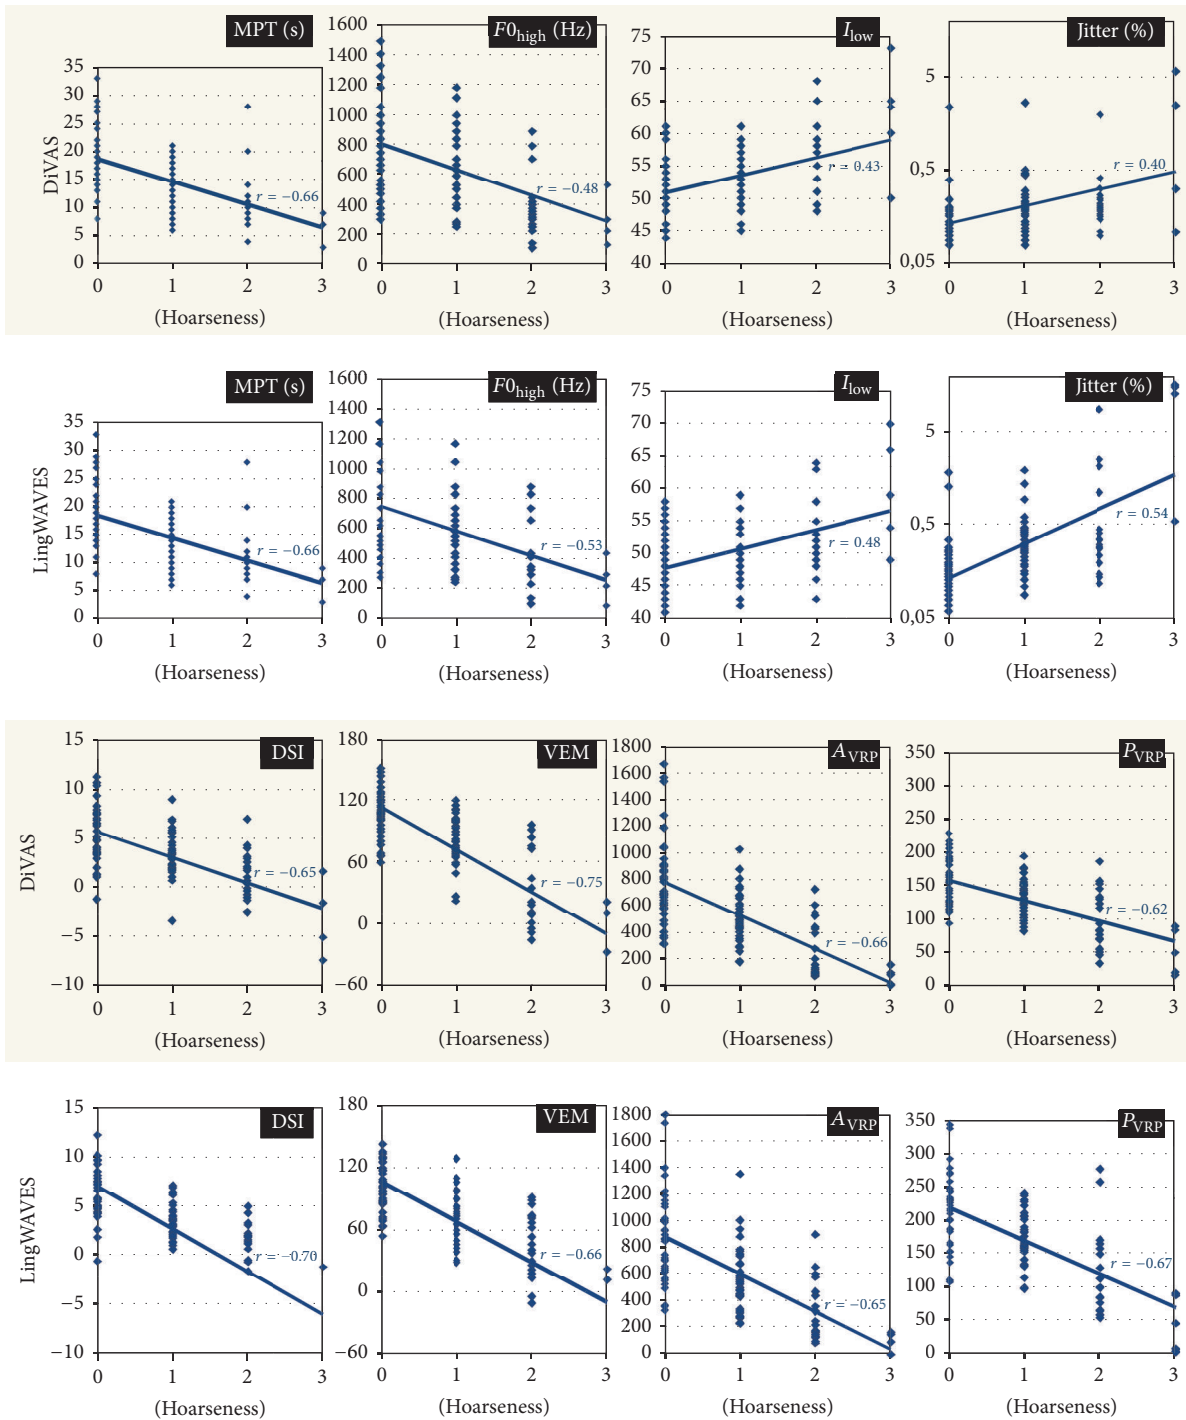 MPT (s)
35
30
25
20
15
10
5
0
DiVAS
r = −0.66
0 1 2 3
(Hoarseness)
F0high (Hz)
1600
1400
1200
1000
800
600
400
200
0
r = −0.48
0 1 2 3
(Hoarseness)
Ilow
75
70
65
60
55
50
45
40
r = 0.43
0 1 2 3
(Hoarseness)
Jitter (%)
5
0,5
0,05
r = 0.40
0 1 2 3
(Hoarseness)
MPT (s)
35
30
25
20
15
10
5
0
LingWAVES
r = −0.66
0 1 2 3
(Hoarseness)
F0high (Hz)
1600
1400
1200
1000
800
600
400
200
0
r = −0.53
0 1 2 3
(Hoarseness)
Ilow
75
70
65
60
55
50
45
40
r = 0.48
0 1 2 3
(Hoarseness)
Jitter (%)
5
0,5
0,05
r = 0.54
0 1 2 3
(Hoarseness)
DSI
15
10
5
0
−5
−10
DiVAS
r = −0.65
0 1 2 3
(Hoarseness)
VEM
180
120
60
0
−60
r = −0.75
0 1 2 3
(Hoarseness)
AVRP
1800
1600
1400
1200
1000
800
600
400
200
0
r = −0.66
0 1 2 3
(Hoarseness)
PVRP
350
300
250
200
150
100
50
0
r = −0.62
0 1 2 3
(Hoarseness)
DSI
15
10
5
0
−5
−10
LingWAVES
r = −0.70
0 1 2 3
(Hoarseness)
VEM
180
120
60
0
−60
r = −0.66
0 1 2 3
(Hoarseness)
AVRP
1800
1600
1400
1200
1000
800
600
400
200
0
r = −0.65
0 1 2 3
(Hoarseness)
PVRP
350
300
250
200
150
100
50
0
r = −0.67
0 1 2 3
(Hoarseness)